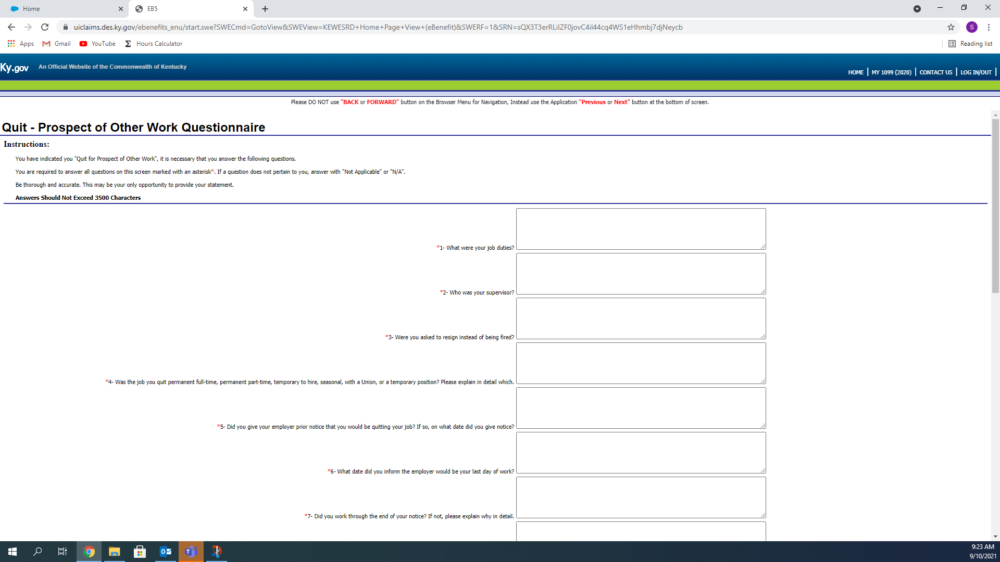 Home
EB5
uiclaims.des.ky.gov/ebenefits_enu/start.swe?SWECmd=GotoView&SWEView=KEWESRD+Home+Page+View+(eBenefit)&SWERF=1&SRN=sQX3T3erRLiIZF0jovC4il44cq4WS1eHhmbj7djNeycb
S
Apps Gmail YouTube Hours Calculator Reading list
Ky.gov An Official Website of the Commonwealth of Kentucky
HOME | MY 1099 (2020) | CONTACT US | LOG IN/OUT |
Please DO NOT use "BACK or FORWARD" button on the Browser Menu for Navigation, Instead use the Application "Previous or Next" button at the bottom of screen.
Quit - Prospect of Other Work Questionnaire
Instructions:
You have indicated you "Quit for Prospect of Other Work", it is necessary that you answer the following questions.
You are required to answer all questions on this screen marked with an asterisk*. If a question does not pertain to you, answer with "Not Applicable" or "N/A".
Be thorough and accurate. This may be your only opportunity to provide your statement.
Answers Should Not Exceed 3500 Characters
*1- What were your job duties?
*2- Who was your supervisor?
*3- Were you asked to resign instead of being fired?
*4- Was the job you quit permanent full-time, permanent part-time, temporary to hire, seasonal, with a Union, or a temporary position? Please explain in detail which.
*5- Did you give your employer prior notice that you would be quitting your job? If so, on what date did you give notice?
*6- What date did you inform the employer would be your last day of work?
*7- Did you work through the end of your notice? If not, please explain why in detail.
9:23 AM
9/10/2021